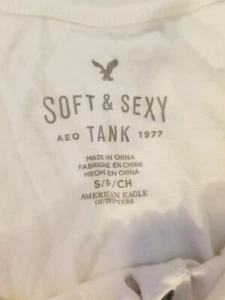 SOFT & SEXY
AEO TANK 1977
MADE IN CHINA
FABRIQUÉ EN CHINE
HECHO EN CHINA
S/P/CH
AMERICAN EAGLE
OUTFITTERS